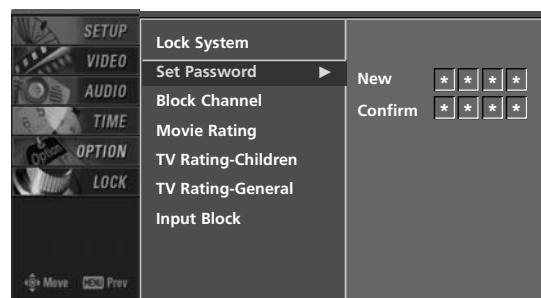 SETUP
VIDEO
AUDIO
TIME
OPTION
LOCK
Move MENU Prev
Lock System
Set Password ►
Block Channel
Movie Rating
TV Rating-Children
TV Rating-General
Input Block
New * * * *
Confirm * * * *